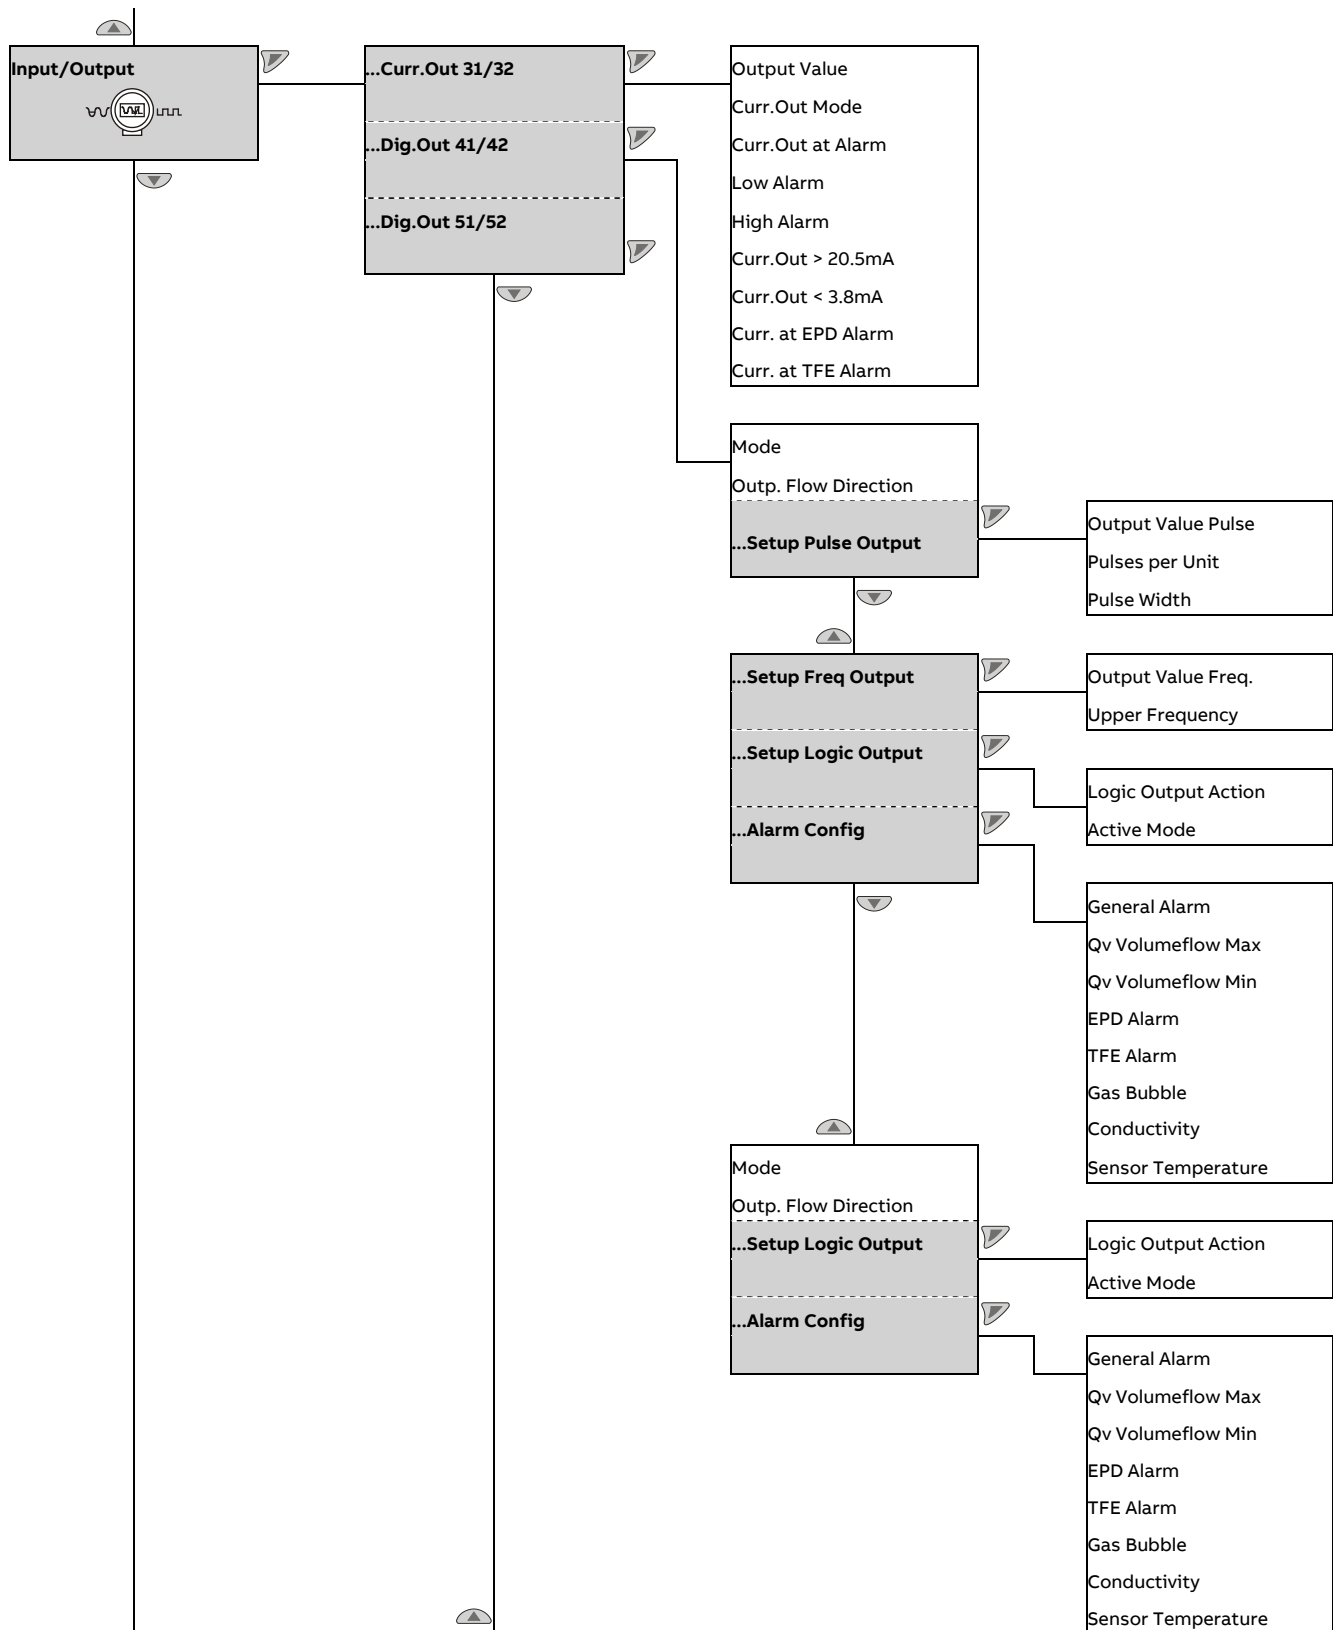 Input/Output
...Curr.Out 31/32
...Dig.Out 41/42
...Dig.Out 51/52
Output Value
Curr.Out Mode
Curr.Out at Alarm
Low Alarm
High Alarm
Curr.Out > 20.5mA
Curr.Out < 3.8mA
Curr. at EPD Alarm
Curr. at TFE Alarm
Mode
Outp. Flow Direction
...Setup Pulse Output
Output Value Pulse
Pulses per Unit
Pulse Width
...Setup Freq Output
...Setup Logic Output
...Alarm Config
Output Value Freq.
Upper Frequency
Logic Output Action
Active Mode
General Alarm
Qv Volumeflow Max
Qv Volumeflow Min
EPD Alarm
TFE Alarm
Gas Bubble
Conductivity
Sensor Temperature
Mode
Outp. Flow Direction
...Setup Logic Output
...Alarm Config
Logic Output Action
Active Mode
General Alarm
Qv Volumeflow Max
Qv Volumeflow Min
EPD Alarm
TFE Alarm
Gas Bubble
Conductivity
Sensor Temperature